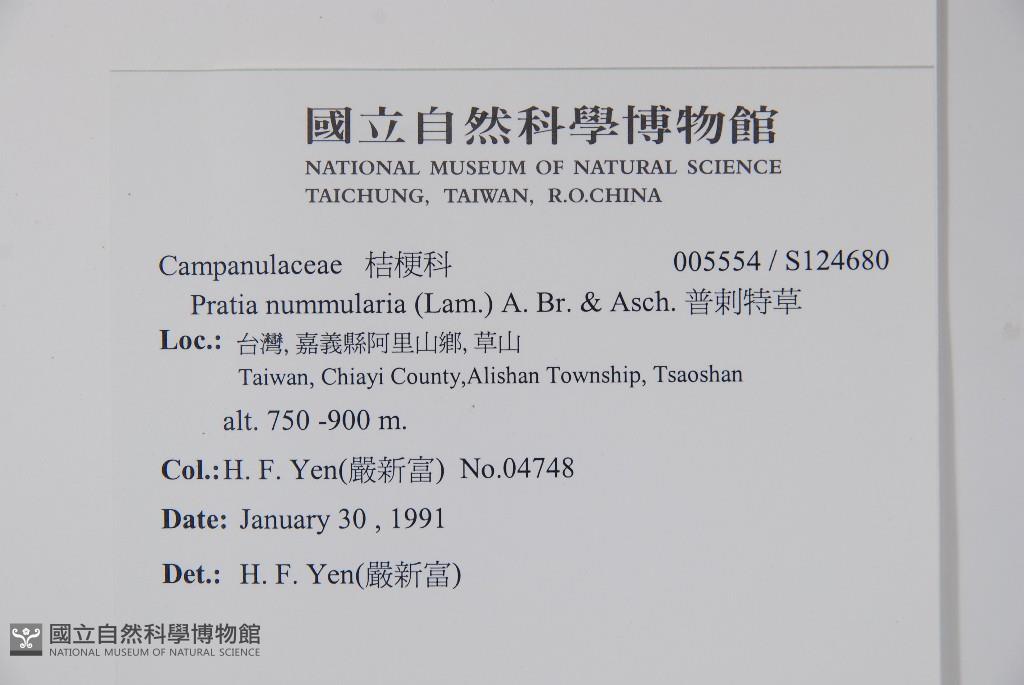 國立自然科學博物館
NATIONAL MUSEUM OF NATURAL SCIENCE
TAICHUNG, TAIWAN, R.O.CHINA
Campanulaceae 桔梗科 005554 / S124680
Pratia nummularia (Lam.) A. Br. & Asch. 普剌特草
Loc.: 台灣, 嘉義縣阿里山鄉, 草山
Taiwan, Chiayi County,Alishan Township, Tsaoshan
alt. 750 -900 m.
Col.:H. F. Yen(嚴新富) No.04748
Date: January 30 , 1991
Det.: H. F. Yen(嚴新富)
國立自然科學博物館
NATIONAL MUSEUM OF NATURAL SCIENCE